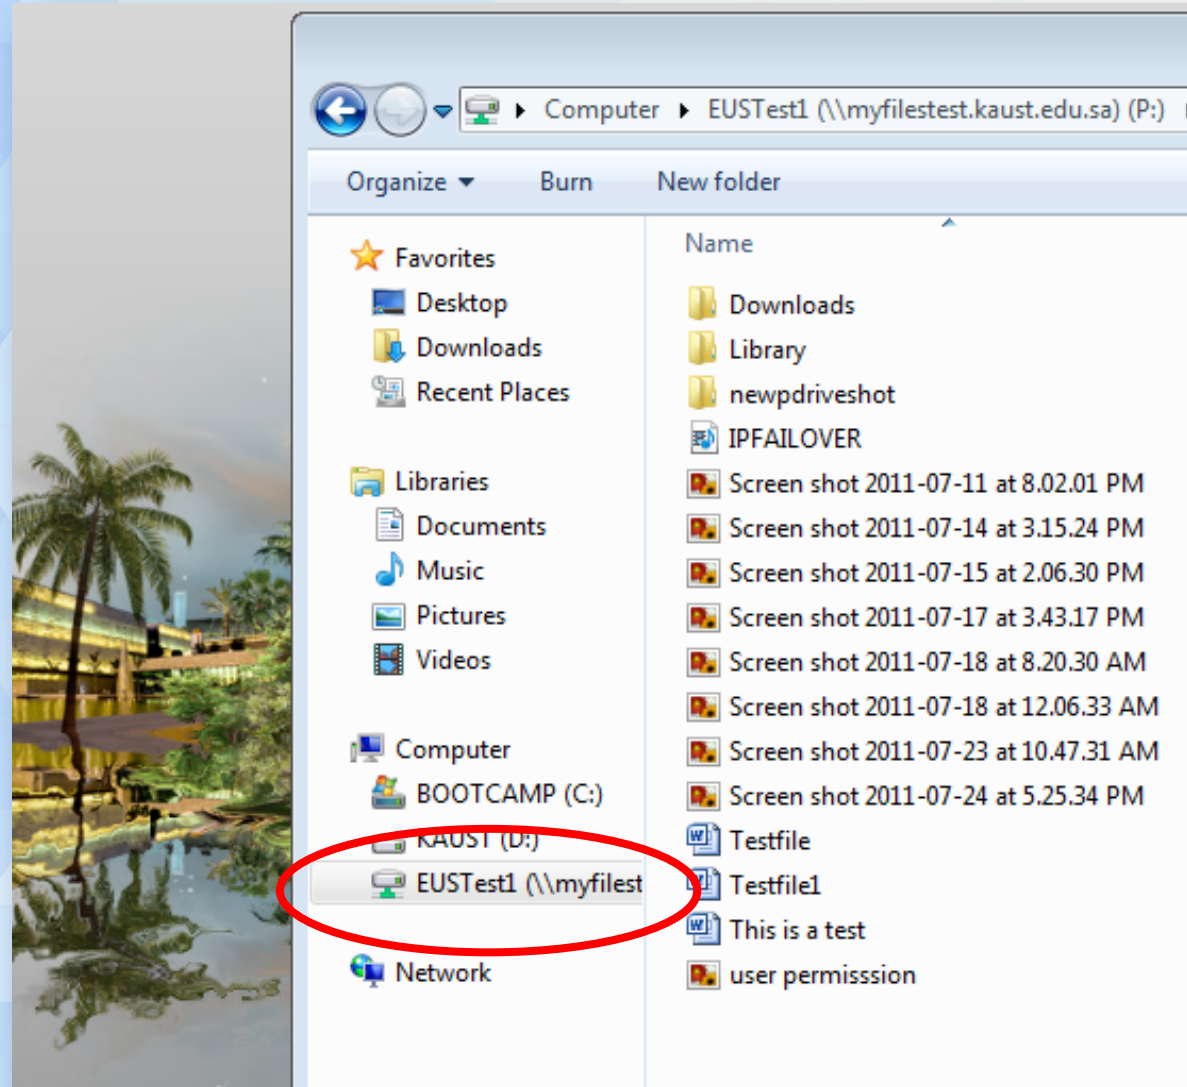 Computer EUSTest1 (\\myfilestest.kaust.edu.sa) (P:)
Organize Burn New folder
Favorites
Desktop
Downloads
Recent Places
Libraries
Documents
Music
Pictures
Videos
Computer
BOOTCAMP (C:)
KAUST (D:)
EUSTest1 (\\myfilest
Network
Name
Downloads
Library
newpdriveshot
IPFAILOVER
Screen shot 2011-07-11 at 8.02.01 PM
Screen shot 2011-07-14 at 3.15.24 PM
Screen shot 2011-07-15 at 2.06.30 PM
Screen shot 2011-07-17 at 3.43.17 PM
Screen shot 2011-07-18 at 8.20.30 AM
Screen shot 2011-07-18 at 12.06.33 AM
Screen shot 2011-07-23 at 10.47.31 AM
Screen shot 2011-07-24 at 5.25.34 PM
Testfile
Testfile1
This is a test
user permisssion